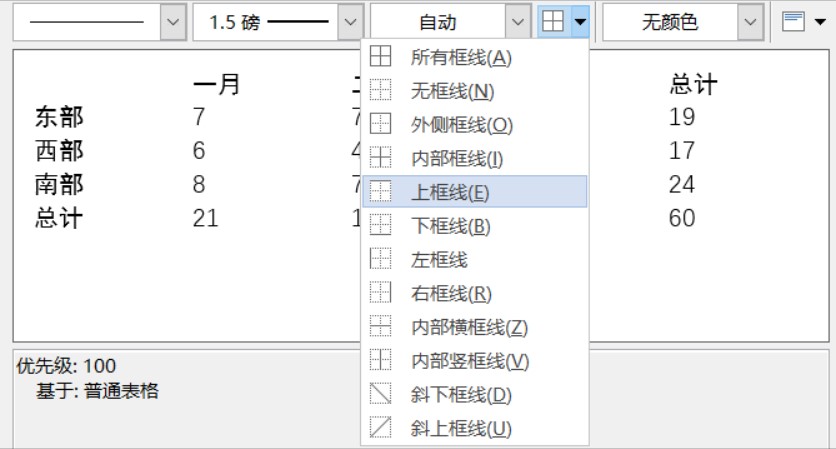 1.5 磅 自动 无颜色
一月 总计
东部 7 7 19
西部 6 4 17
南部 8 7 24
总计 21 1 60
所有框线(A)
无框线(N)
外侧框线(O)
内部框线(I)
上框线(E)
下框线(B)
左框线
右框线(R)
内部横框线(Z)
内部竖框线(V)
斜下框线(D)
斜上框线(U)
优先级: 100
基于: 普通表格